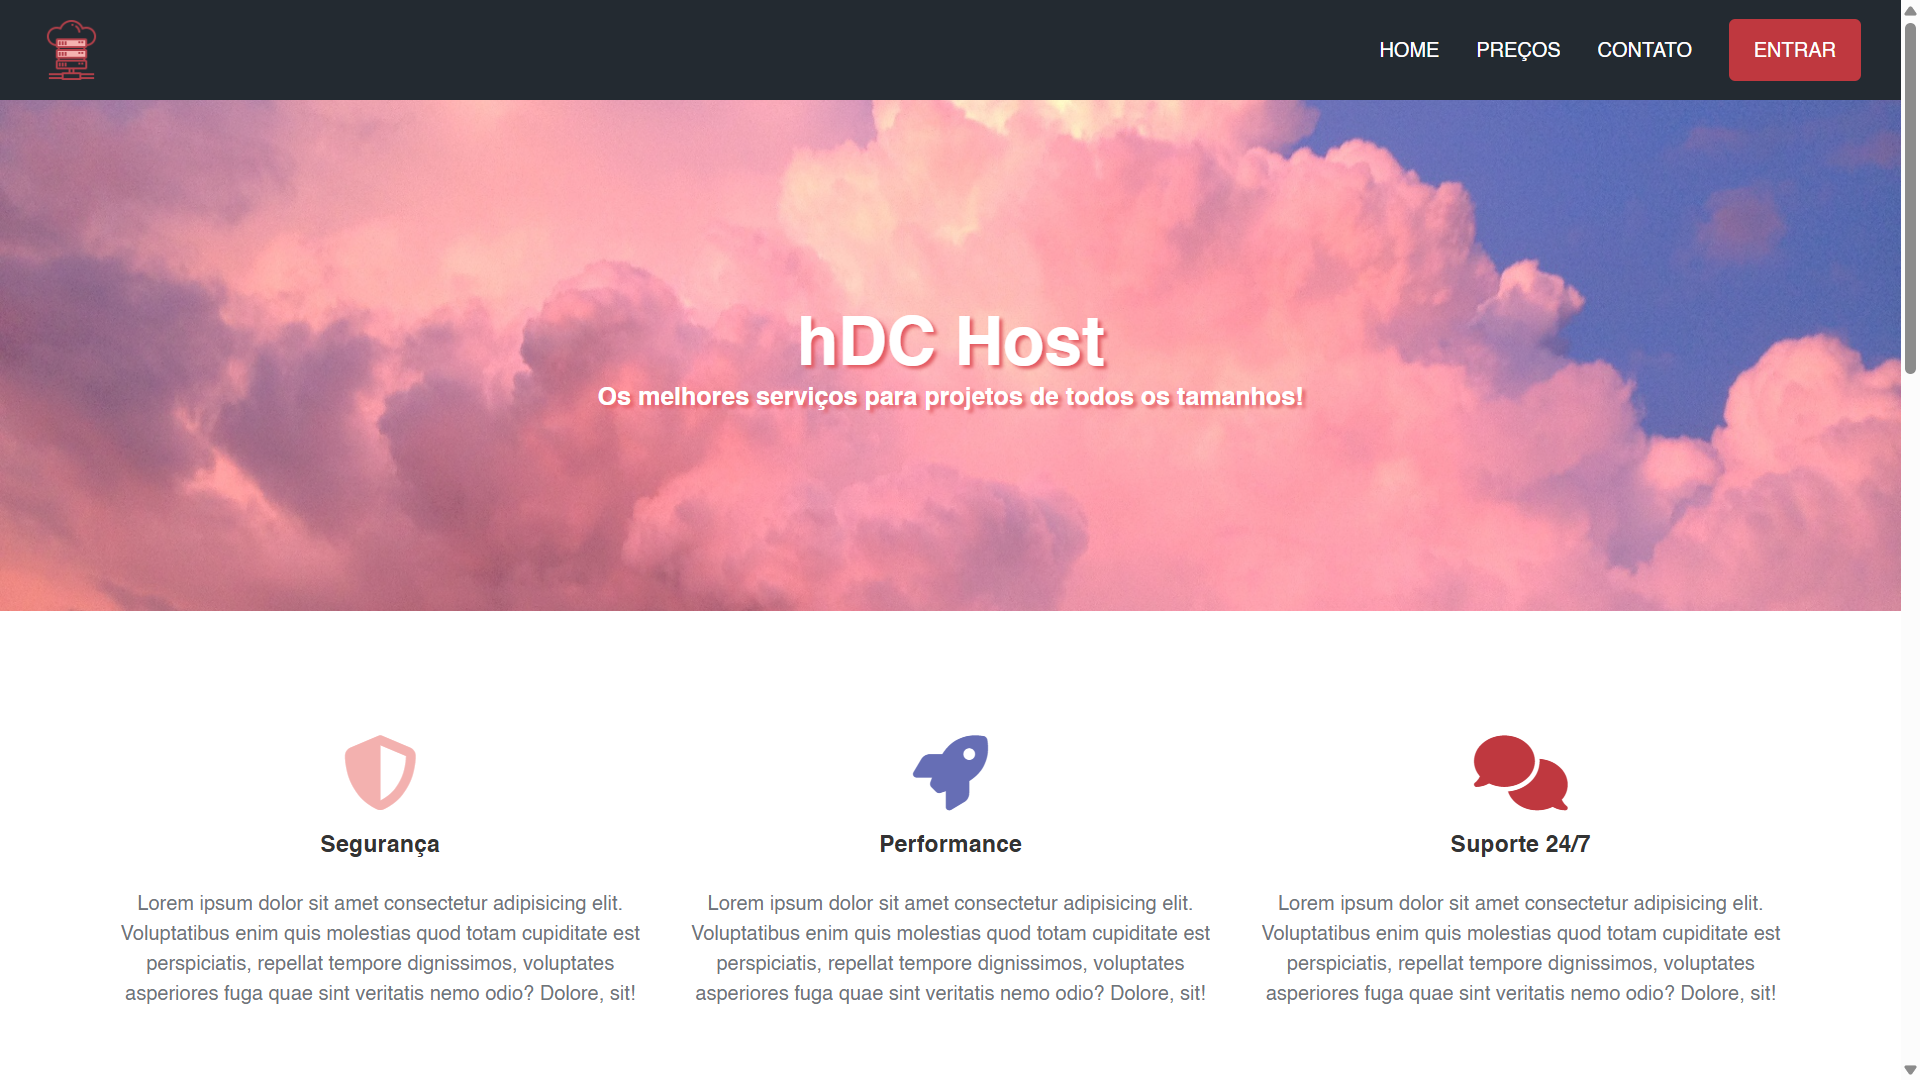 HOME PREÇOS CONTATO ENTRAR
hDC Host
Os melhores serviços para projetos de todos os tamanhos!
Segurança
Lorem ipsum dolor sit amet consectetur adipisicing elit.
Voluptatibus enim quis molestias quod totam cupiditate est
perspiciatis, repellat tempore dignissimos, voluptates
asperiores fuga quae sint veritatis nemo odio? Dolore, sit!
Performance
Lorem ipsum dolor sit amet consectetur adipisicing elit.
Voluptatibus enim quis molestias quod totam cupiditate est
perspiciatis, repellat tempore dignissimos, voluptates
asperiores fuga quae sint veritatis nemo odio? Dolore, sit!
Suporte 24/7
Lorem ipsum dolor sit amet consectetur adipisicing elit.
Voluptatibus enim quis molestias quod totam cupiditate est
perspiciatis, repellat tempore dignissimos, voluptates
asperiores fuga quae sint veritatis nemo odio? Dolore, sit!